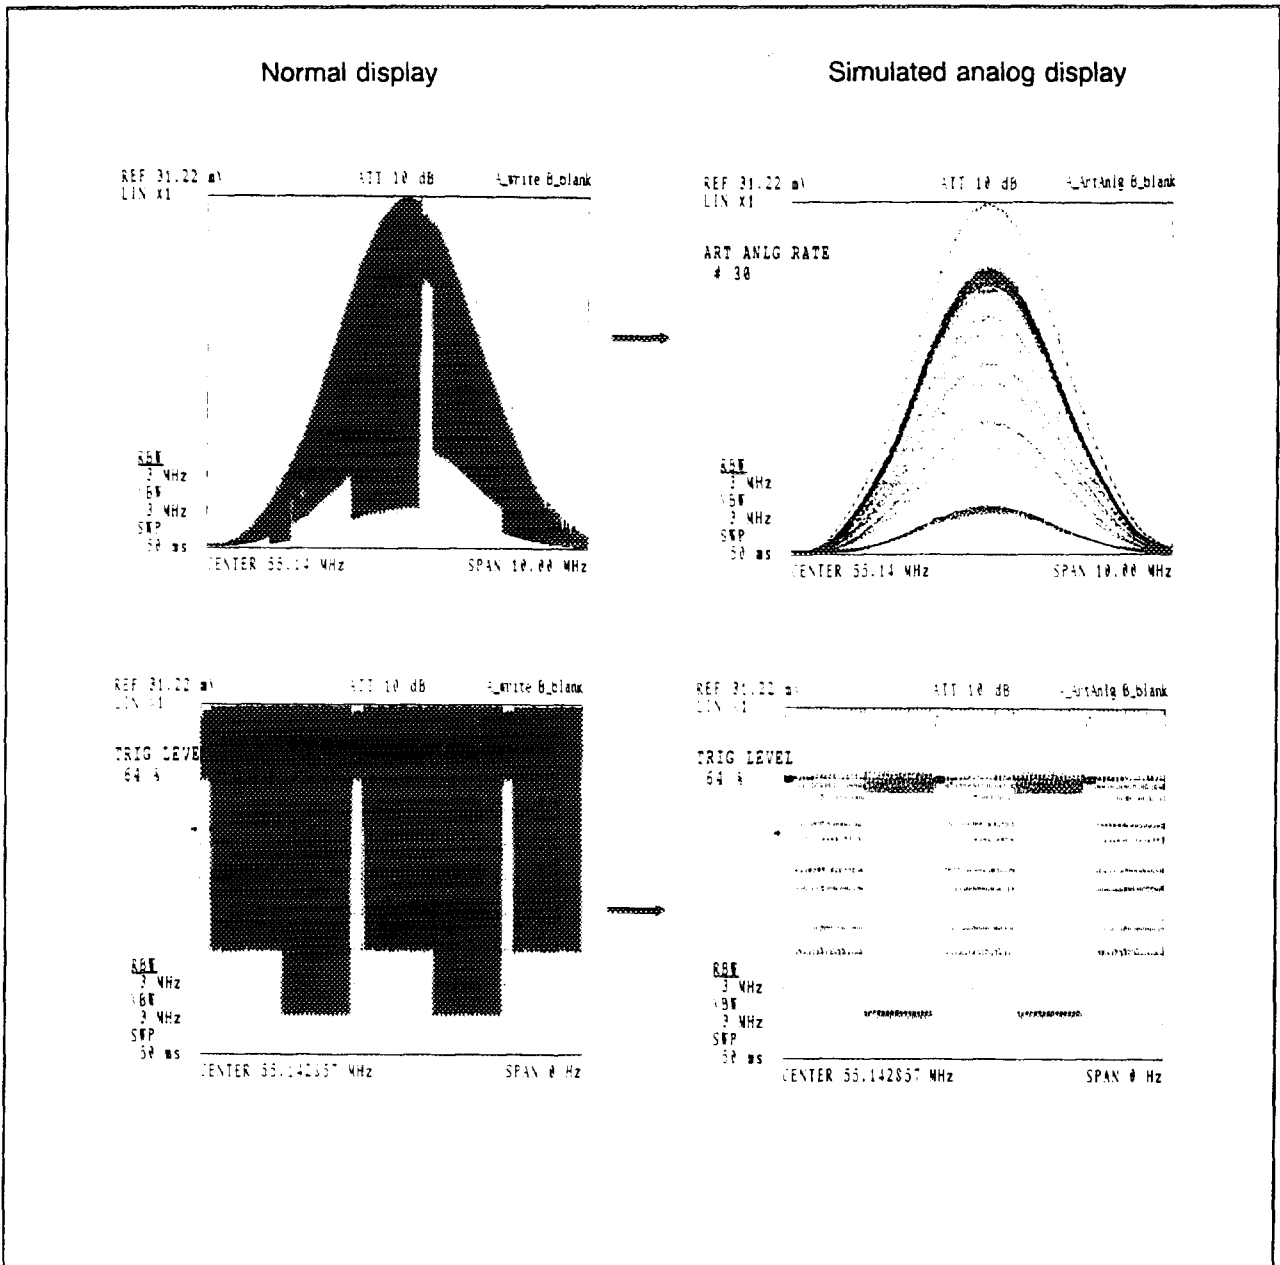 Normal display
Simulated analog display
REF 31.22 mV
ATT 10 dB
A_write B_blank
LIN X1
RBW
3 MHz
VBW
3 MHz
SWP
50 ms
CENTER 55.14 MHz
SPAN 10.00 MHz
REF 31.22 mV
ATT 10 dB
A_ArtAnlg B_blank
LIN X1
ART ANLG RATE
# 30
RBW
3 MHz
VBW
3 MHz
SWP
50 ms
CENTER 55.14 MHz
SPAN 10.00 MHz
REF 31.22 mV
ATT 10 dB
A_write B_blank
LIN X1
TRIG LEVE
64 %
RBW
3 MHz
VBW
3 MHz
SWP
50 ms
CENTER 55.142857 MHz
SPAN 0 Hz
REF 31.22 mV
ATT 10 dB
A_ArtAnlg B_blank
LIN X1
TRIG LEVEL
64 %
RBW
3 MHz
VBW
3 MHz
SWP
50 ms
CENTER 55.142857 MHz
SPAN 0 Hz